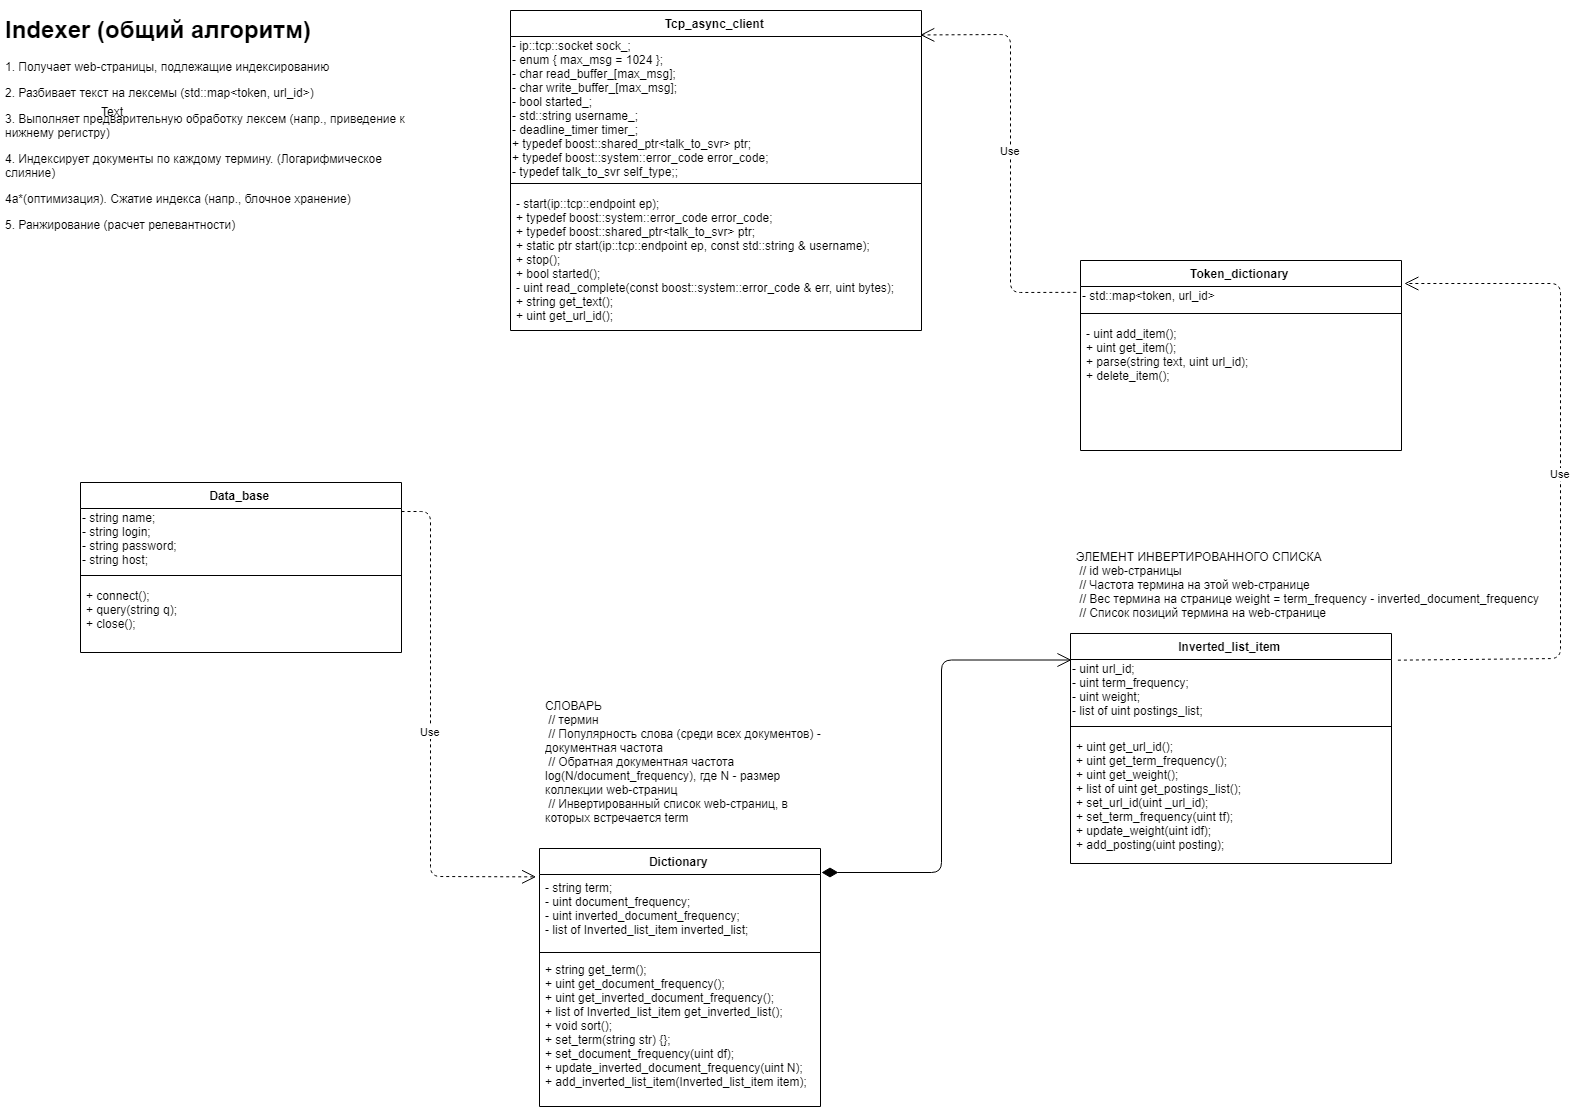 Indexer (общий алгоритм)
1. Получает web-страницы, подлежащие индексированию
2. Разбивает текст на лексемы (std::map<token, url_id>)
Text
3. Выполняет предварительную обработку лексем (напр., приведение к
нижнему регистру)
4. Индексирует документы по каждому термину. (Логарифмическое
слияние)
4a*(оптимизация). Сжатие индекса (напр., блочное хранение)
5. Ранжирование (расчет релевантности)
Tcp_async_client
- ip::tcp::socket sock_;
- enum { max_msg = 1024 };
- char read_buffer_[max_msg];
- char write_buffer_[max_msg];
- bool started_;
- std::string username_;
- deadline_timer timer_;
+ typedef boost::shared_ptr<talk_to_svr> ptr;
+ typedef boost::system::error_code error_code;
- typedef talk_to_svr self_type;;
- start(ip::tcp::endpoint ep);
+ typedef boost::system::error_code error_code;
+ typedef boost::shared_ptr<talk_to_svr> ptr;
+ static ptr start(ip::tcp::endpoint ep, const std::string & username);
+ stop();
+ bool started();
- uint read_complete(const boost::system::error_code & err, uint bytes);
+ string get_text();
+ uint get_url_id();
Use
Token_dictionary
- std::map<token, url_id>
- uint add_item();
+ uint get_item();
+ parse(string text, uint url_id);
+ delete_item();
Use
Data_base
- string name;
- string login;
- string password;
- string host;
+ connect();
+ query(string q);
+ close();
Use
ЭЛЕМЕНТ ИНВЕРТИРОВАННОГО СПИСКА
// id web-страницы
// Частота термина на этой web-странице
// Вес термина на странице weight = term_frequency - inverted_document_frequency
// Список позиций термина на web-странице
Inverted_list_item
- uint url_id;
- uint term_frequency;
- uint weight;
- list of uint postings_list;
+ uint get_url_id();
+ uint get_term_frequency();
+ uint get_weight();
+ list of uint get_postings_list();
+ set_url_id(uint _url_id);
+ set_term_frequency(uint tf);
+ update_weight(uint idf);
+ add_posting(uint posting);
СЛОВАРЬ
// термин
// Популярность слова (среди всех документов) -
документная частота
// Обратная документная частота
log(N/document_frequency), где N - размер
коллекции web-страниц
// Инвертированный список web-страниц, в
которых встречается term
Dictionary
- string term;
- uint document_frequency;
- uint inverted_document_frequency;
- list of Inverted_list_item inverted_list;
+ string get_term();
+ uint get_document_frequency();
+ uint get_inverted_document_frequency();
+ list of Inverted_list_item get_inverted_list();
+ void sort();
+ set_term(string str) {};
+ set_document_frequency(uint df);
+ update_inverted_document_frequency(uint N);
+ add_inverted_list_item(Inverted_list_item item);